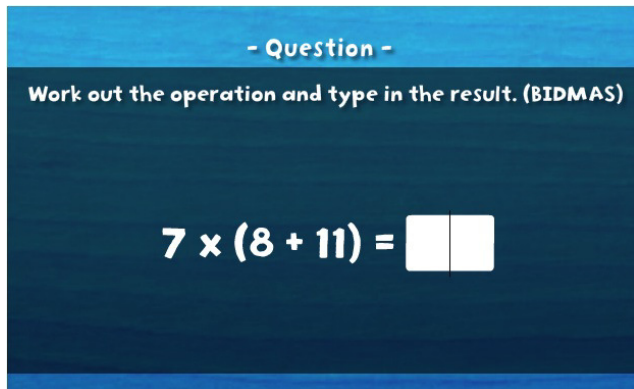 - Question -
Work out the operation and type in the result. (BIDMAS)
7 x (8 + 11) =